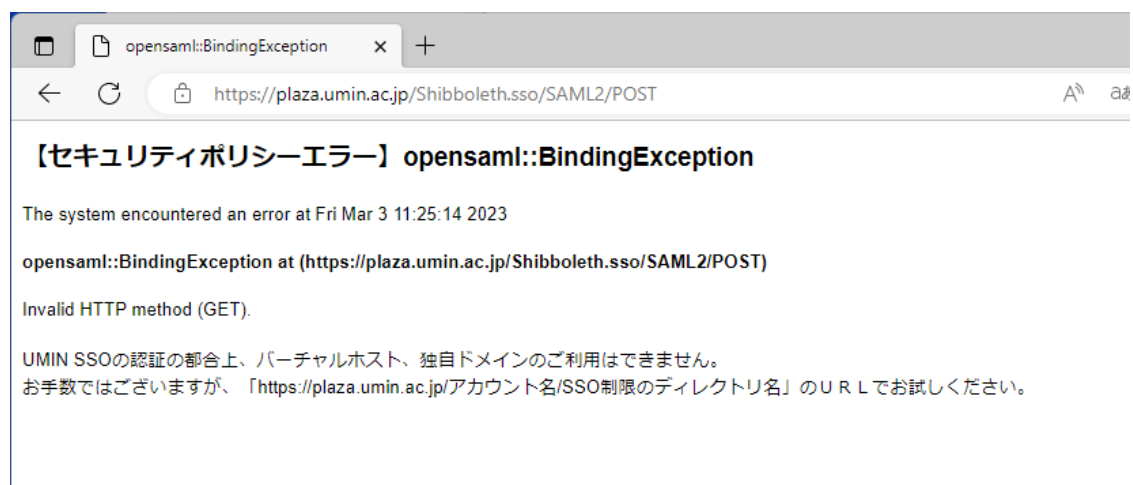 opensaml::BindingException
https://plaza.umin.ac.jp/Shibboleth.sso/SAML2/POST
【セキュリティポリシーエラー】opensaml::BindingException
The system encountered an error at Fri Mar 3 11:25:14 2023
opensaml::BindingException at (https://plaza.umin.ac.jp/Shibboleth.sso/SAML2/POST)
Invalid HTTP method (GET).
UMIN SSOの認証の都合上、バーチャルホスト、独自ドメインのご利用はできません。
お手数ではございますが、「https://plaza.umin.ac.jp/アカウント名/SSO制限のディレクトリ名」のＵＲＬでお試しください。